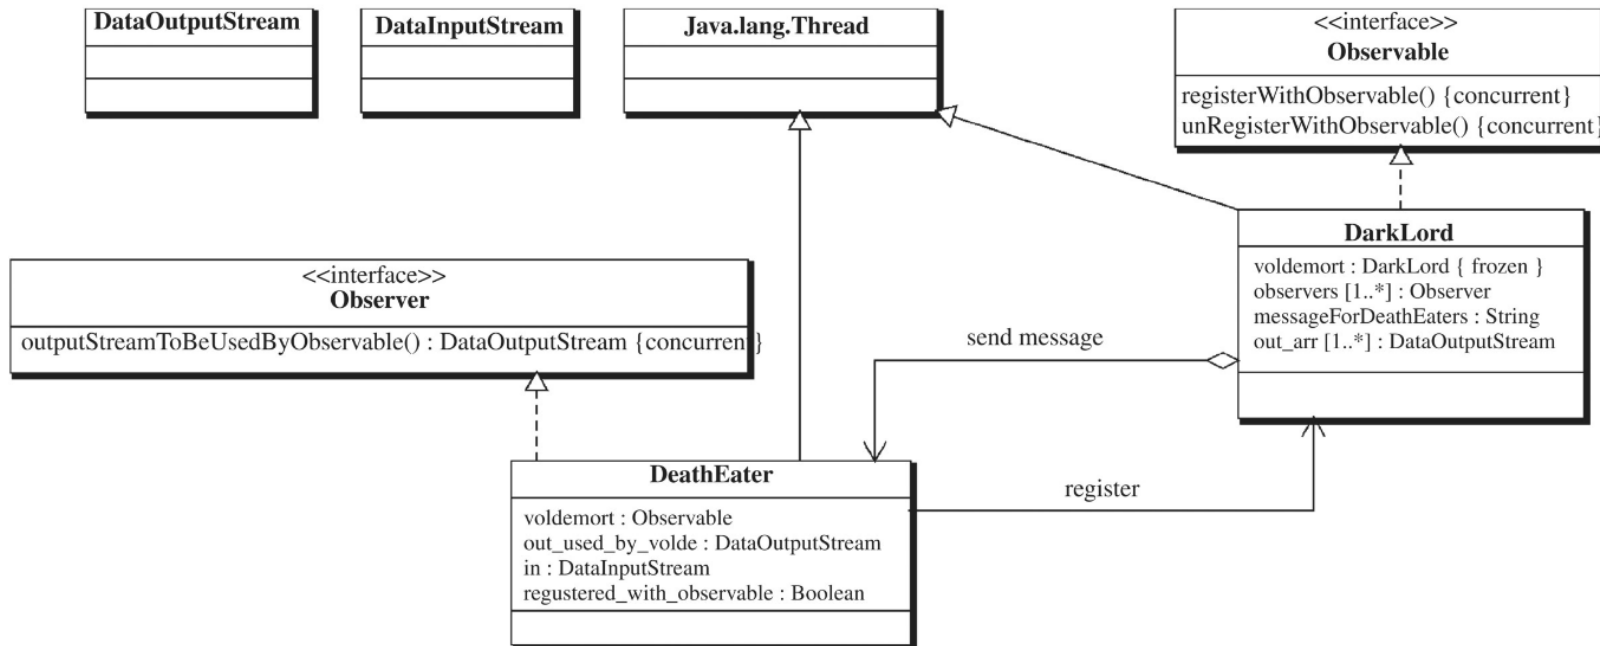 DataOutputStream
DataInputStream
Java.lang.Thread
<<interface>>
Observable
registerWithObservable() {concurrent}
unRegisterWithObservable() {concurrent}
DarkLord
voldemort : DarkLord { frozen }
observers [1..*] : Observer
messageForDeathEaters : String
out_arr [1..*] : DataOutputStream
<<interface>>
Observer
outputStreamToBeUsedByObservable() : DataOutputStream {concurren }
send message
DeathEater
voldemort : Observable
out_used_by_volde : DataOutputStream
in : DataInputStream
regustered_with_observable : Boolean
register